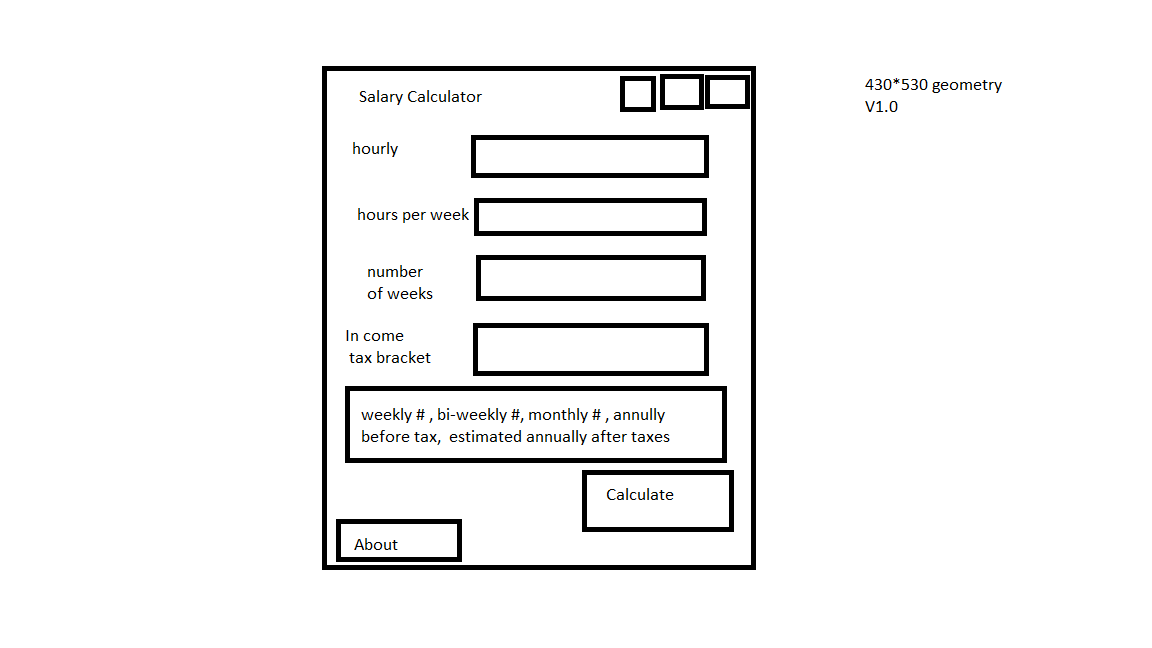 Salary Calculator
430*530 geometry
V1.0
hourly
hours per week
number
of weeks
In come
tax bracket
weekly # , bi-weekly #, monthly # , annully
before tax,  estimated annually after taxes
Calculate
About